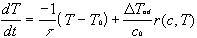 dT/dt = -1/τ (T - T₀) + ΔT_ad/c₀ r(c, T)